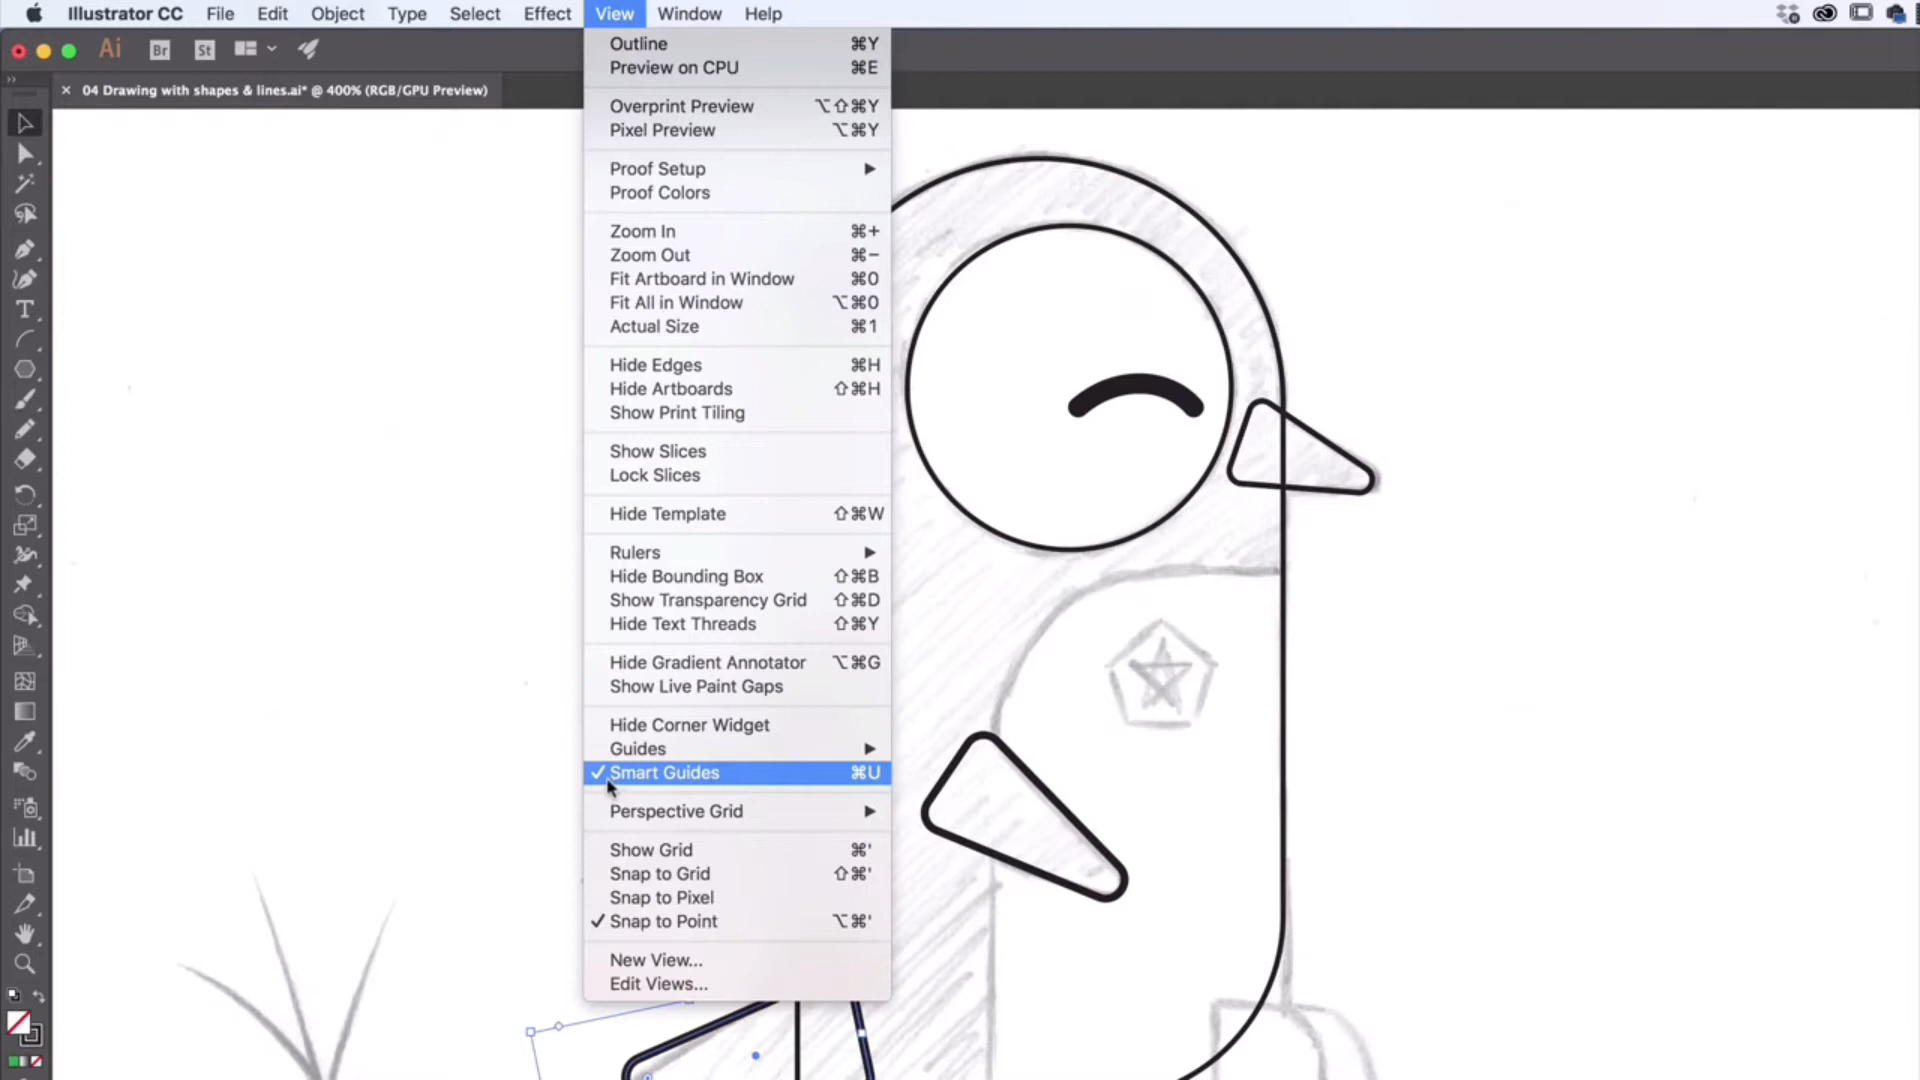 Illustrator CC File Edit Object Type Select Effect View Window Help
Ai Br St
× 04 Drawing with shapes & lines.ai* @ 400% (RGB/GPU Preview)
Outline ⌘Y
Preview on CPU ⌘E
Overprint Preview ⌥⇧⌘Y
Pixel Preview ⌥⌘Y
Proof Setup ▶
Proof Colors
Zoom In ⌘+
Zoom Out ⌘−
Fit Artboard in Window ⌘0
Fit All in Window ⌥⌘0
Actual Size ⌘1
Hide Edges ⌘H
Hide Artboards ⇧⌘H
Show Print Tiling
Show Slices
Lock Slices
Hide Template ⇧⌘W
Rulers ▶
Hide Bounding Box ⇧⌘B
Show Transparency Grid ⇧⌘D
Hide Text Threads ⇧⌘Y
Hide Gradient Annotator ⌥⌘G
Show Live Paint Gaps
Hide Corner Widget
Guides ▶
✓ Smart Guides ⌘U
Perspective Grid ▶
Show Grid ⌘'
Snap to Grid ⇧⌘'
Snap to Pixel
✓ Snap to Point ⌥⌘'
New View...
Edit Views...